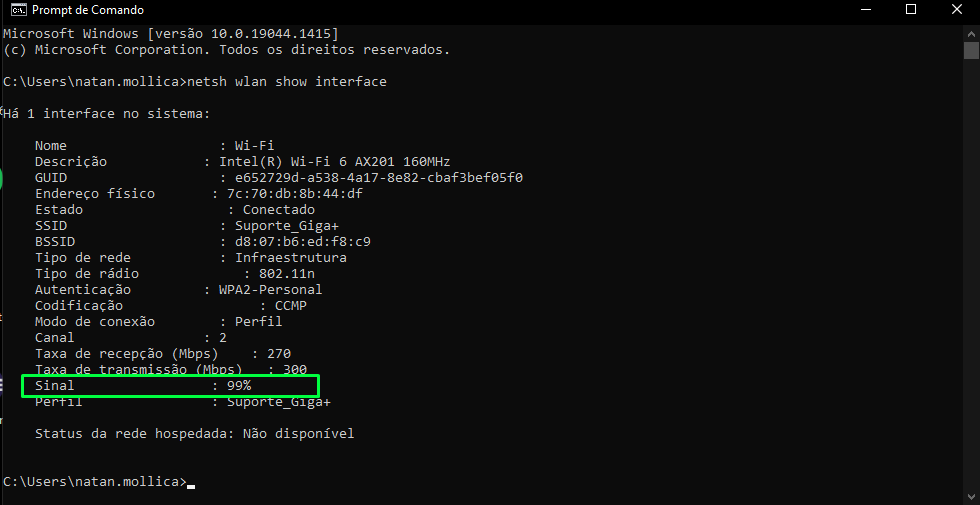 Prompt de Comando
Microsoft Windows [versão 10.0.19044.1415]
(c) Microsoft Corporation. Todos os direitos reservados.
C:\Users\natan.mollica>netsh wlan show interface
Há 1 interface no sistema:
Nome : Wi-Fi
Descrição : Intel(R) Wi-Fi 6 AX201 160MHz
GUID : e652729d-a538-4a17-8e82-cbaf3bef05f0
Endereço físico : 7c:70:db:8b:44:df
Estado : Conectado
SSID : Suporte_Giga+
BSSID : d8:07:b6:ed:f8:c9
Tipo de rede : Infraestrutura
Tipo de rádio : 802.11n
Autenticação : WPA2-Personal
Codificação : CCMP
Modo de conexão : Perfil
Canal : 2
Taxa de recepção (Mbps) : 270
Taxa de transmissão (Mbps) : 300
Sinal : 99%
Perfil : Suporte_Giga+
Status da rede hospedada: Não disponível
C:\Users\natan.mollica>